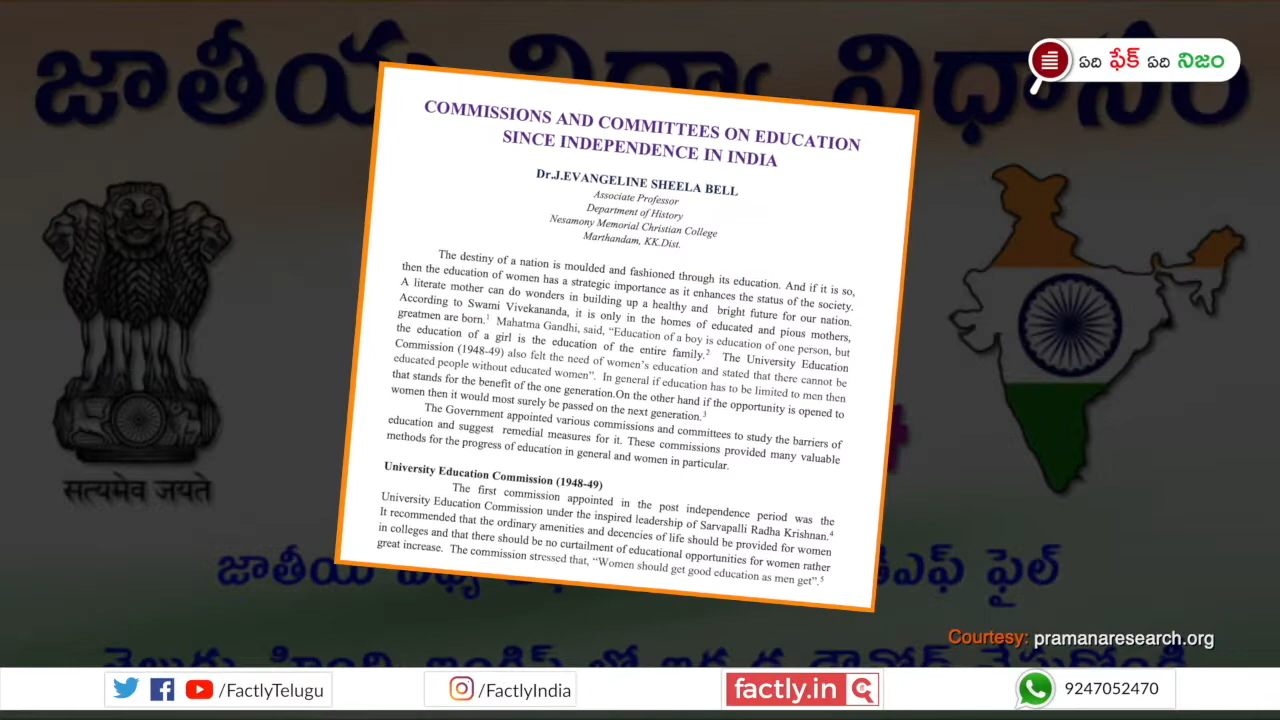 జాతీయ విద్యా విధానం
ఏది ఫేక్ ఏది నిజం
COMMISSIONS AND COMMITTEES ON EDUCATION
SINCE INDEPENDENCE IN INDIA
Dr.J.EVANGELINE SHEELA BELL
Associate Professor
Department of History
Nesamony Memorial Christian College
Marthandam, KK.Dist.
The destiny of a nation is moulded and fashioned through its education. And if it is so,
then the education of women has a strategic importance as it enhances the status of the society.
A literate mother can do wonders in building up a healthy and bright future for our nation.
According to Swami Vivekananda, it is only in the homes of educated and pious mothers,
greatmen are born.¹ Mahatma Gandhi, said, “Education of a boy is education of one person, but
the education of a girl is the education of the entire family.² The University Education
Commission (1948-49) also felt the need of women’s education and stated that there cannot be
educated people without educated women”. In general if education has to be limited to men then
that stands for the benefit of the one generation.On the other hand if the opportunity is opened to
women then it would most surely be passed on the next generation.³
The Government appointed various commissions and committees to study the barriers of
education and suggest remedial measures for it. These commissions provided many valuable
methods for the progress of education in general and women in particular.
University Education Commission (1948-49)
The first commission appointed in the post independence period was the
University Education Commission under the inspired leadership of Sarvapalli Radha Krishnan.⁴
It recommended that the ordinary amenities and decencies of life should be provided for women
in colleges and that there should be no curtailment of educational opportunities for women rather
great increase. The commission stressed that, “Women should get good education as men get”.⁵
सत्यमेव जयते
ఫైల్
Courtesy: pramanaresearch.org
/FactlyTelugu
/FactlyIndia
factly.in
9247052470